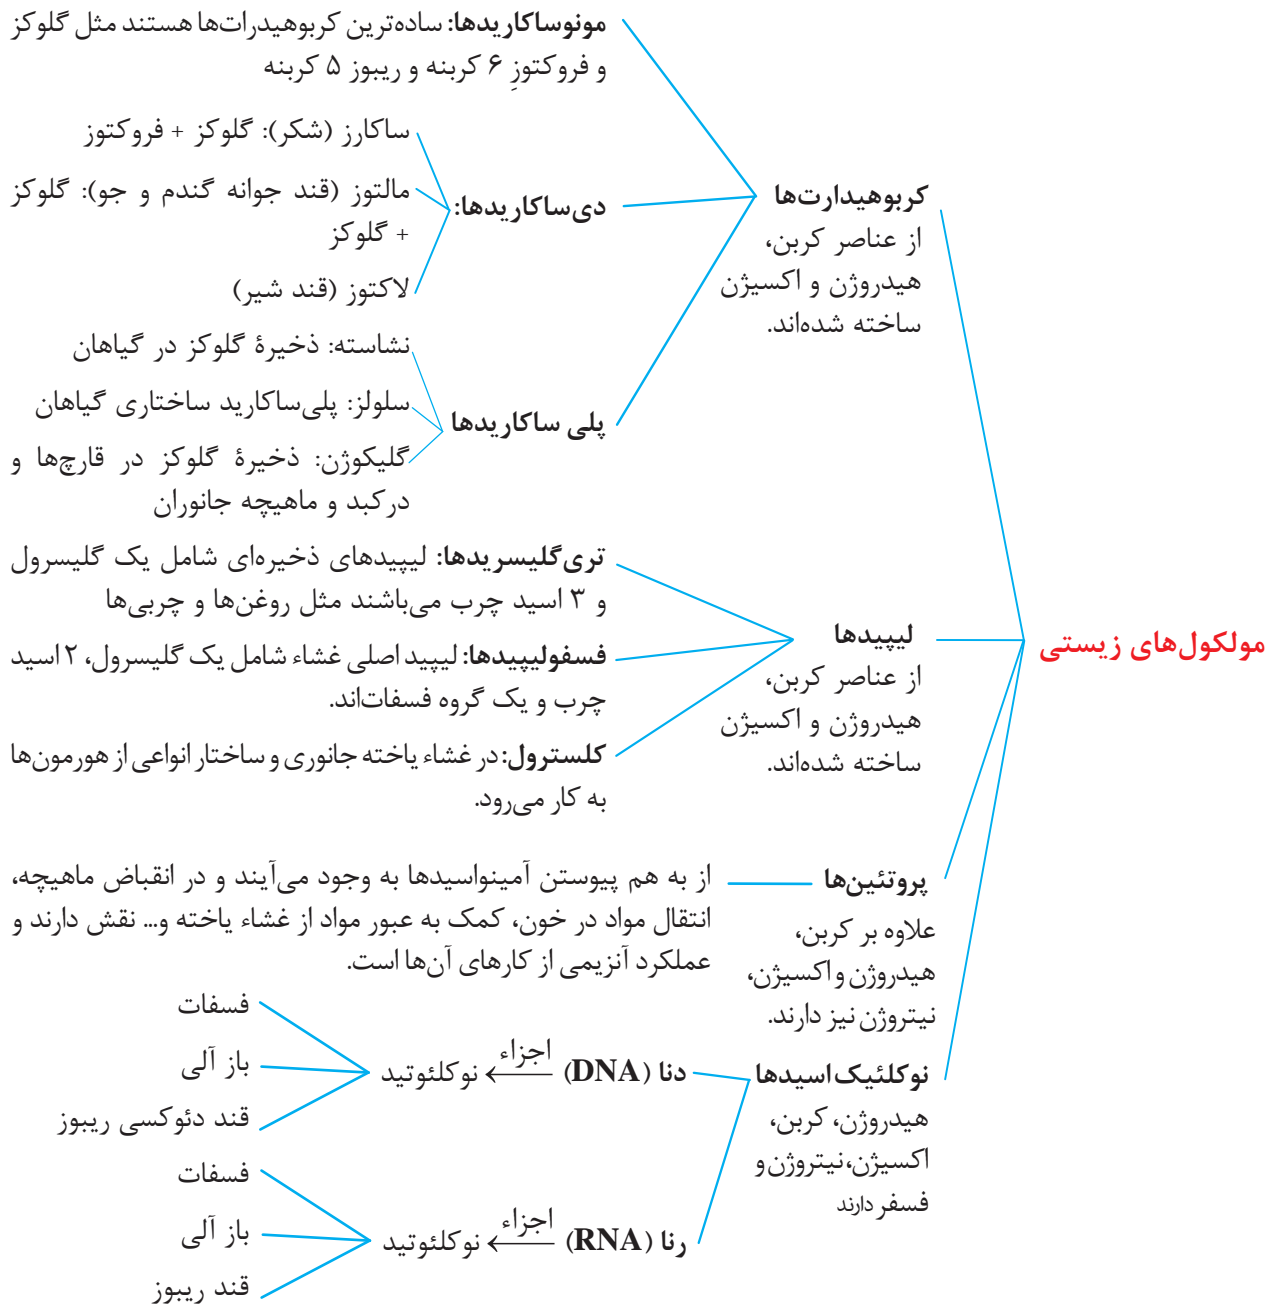 مولکول‌های زیستی
کربوهیدارت‌ها
از عناصر کربن،
هیدروژن و اکسیژن
ساخته شده‌اند.
مونوساکاریدها: ساده‌ترین کربوهیدرات‌ها هستند مثل گلوکز
و فروکتوزِ ۶ کربنه و ریبوز ۵ کربنه
دی‌ساکاریدها:
ساکارز (شکر): گلوکز + فروکتوز
مالتوز (قند جوانه گندم و جو): گلوکز
+ گلوکز
لاکتوز (قند شیر)
پلی ساکاریدها
نشاسته: ذخیرۀ گلوکز در گیاهان
سلولز: پلی‌ساکارید ساختاری گیاهان
گلیکوژن: ذخیرۀ گلوکز در قارچ‌ها و
درکبد و ماهیچه جانوران
لیپیدها
از عناصر کربن،
هیدروژن و اکسیژن
ساخته شده‌اند.
تری‌گلیسریدها: لیپیدهای ذخیره‌ای شامل یک گلیسرول
و ۳ اسید چرب می‌باشند مثل روغن‌ها و چربی‌ها
فسفولیپیدها: لیپید اصلی غشاء شامل یک گلیسرول، ۲ اسید
چرب و یک گروه فسفات‌اند.
کلسترول: در غشاء یاخته جانوری و ساختار انواعی از هورمون‌ها
به کار می‌رود.
پروتئین‌ها
علاوه بر کربن،
هیدروژن و اکسیژن،
نیتروژن نیز دارند.
از به هم پیوستن آمینواسیدها به وجود می‌آیند و در انقباض ماهیچه،
انتقال مواد در خون، کمک به عبور مواد از غشاء یاخته و... نقش دارند و
عملکرد آنزیمی از کارهای آن‌ها است.
نوکلئیک‌اسیدها
هیدروژن، کربن،
اکسیژن، نیتروژن و
فسفر دارند
دنا (DNA) اجزاء ← نوکلئوتید
فسفات
باز آلی
قند دئوکسی ریبوز
رنا (RNA) اجزاء ← نوکلئوتید
فسفات
باز آلی
قند ریبوز